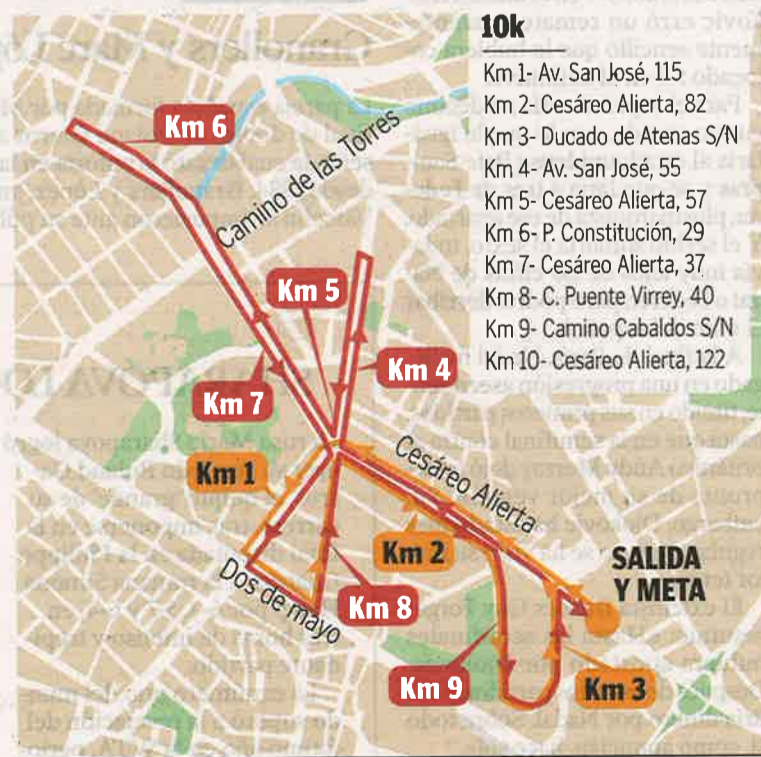 10k
Km 1- Av. San José, 115
Km 2- Cesáreo Alierta, 82
Km 3- Ducado de Atenas S/N
Km 4- Av. San José, 55
Km 5- Cesáreo Alierta, 57
Km 6- P. Constitución, 29
Km 7- Cesáreo Alierta, 37
Km 8- C. Puente Virrey, 40
Km 9- Camino Cabaldos S/N
Km 10- Cesáreo Alierta, 122
Km 6
Camino de las Torres
Km 5
Km 4
Km 7
Km 1
Cesáreo Alierta
Km 2
Dos de mayo
Km 8
SALIDA
Y META
Km 9
Km 3